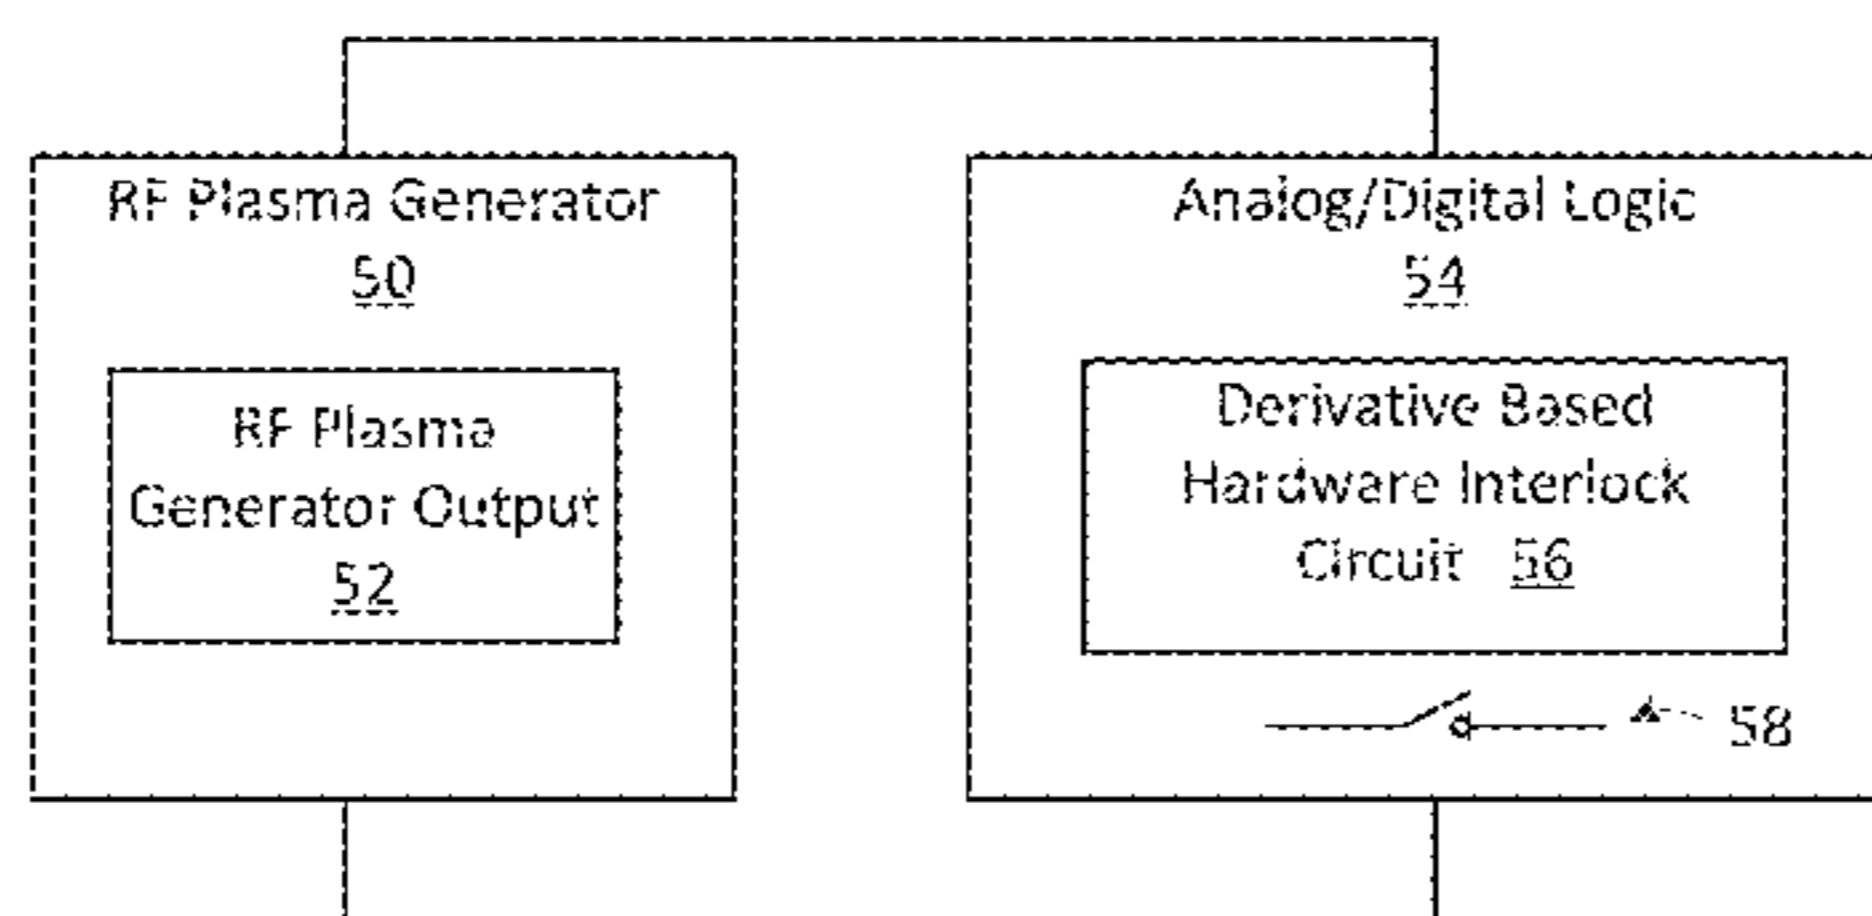 RF Plasma Generator
50
RF Plasma
Generator Output
52
Analog/Digital Logic
54
Derivative Based
Hardware Interlock
Circuit 56
58